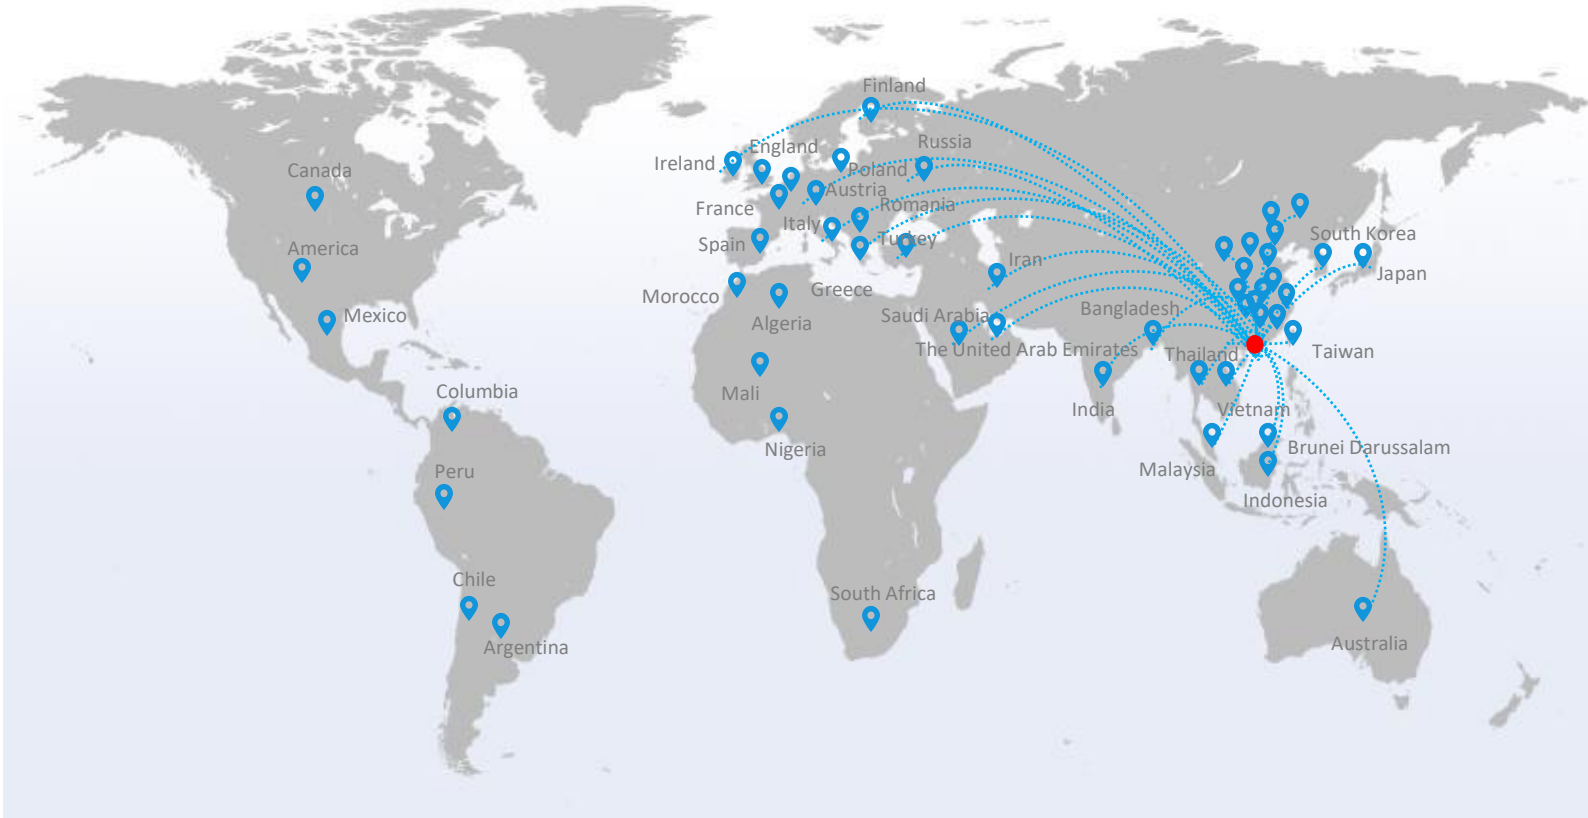 Finland
England
Russia
Ireland
Poland
Canada
Austria
France
Romania
Italy
Spain
Turkey
South Korea
America
Iran
Japan
Morocco
Greece
Algeria
Saudi Arabia
Bangladesh
Mexico
The United Arab Emirates
Thailand
Taiwan
Columbia
Mali
India
Vietnam
Nigeria
Brunei Darussalam
Peru
Malaysia
Indonesia
Chile
South Africa
Argentina
Australia